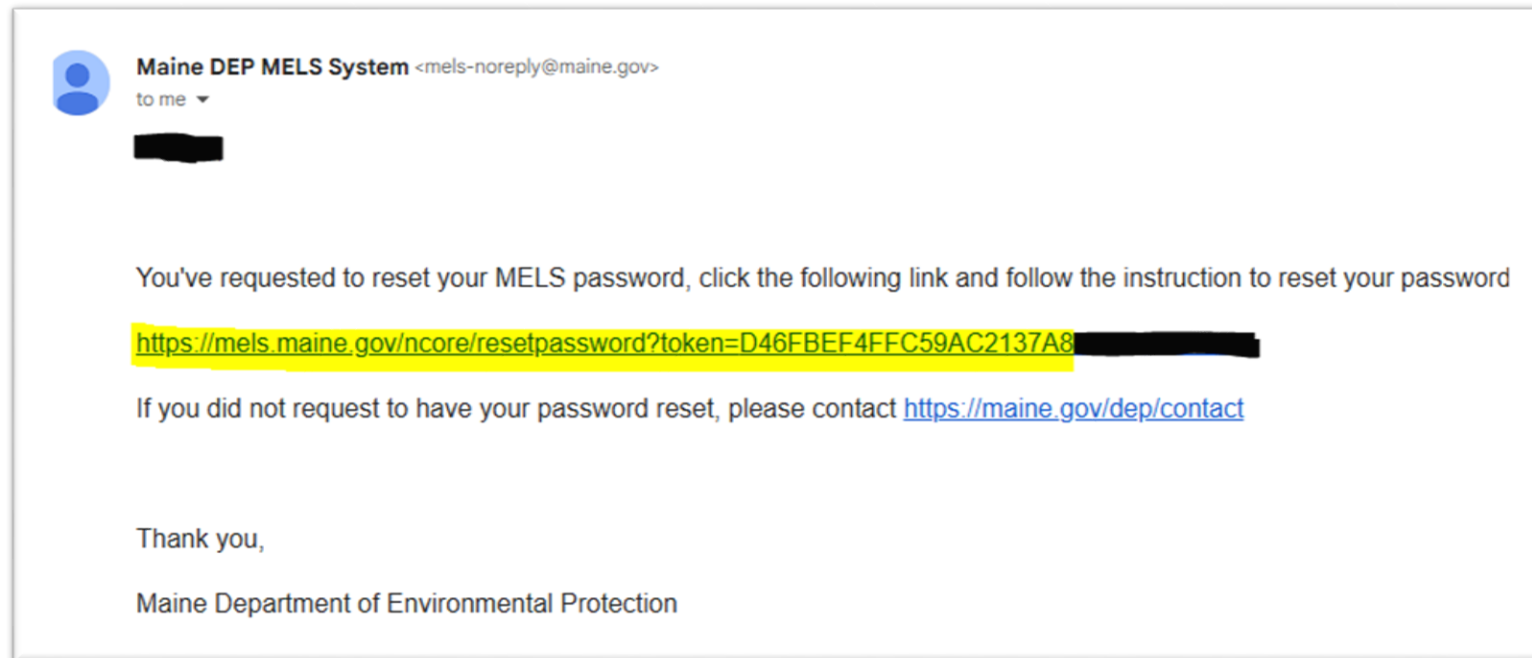 Maine DEP MELS System <mels-noreply@maine.gov>
to me
You've requested to reset your MELS password, click the following link and follow the instruction to reset your password
https://mels.maine.gov/ncore/resetpassword?token=D46FBEF4FFC59AC2137A8
If you did not request to have your password reset, please contact https://maine.gov/dep/contact
Thank you,
Maine Department of Environmental Protection